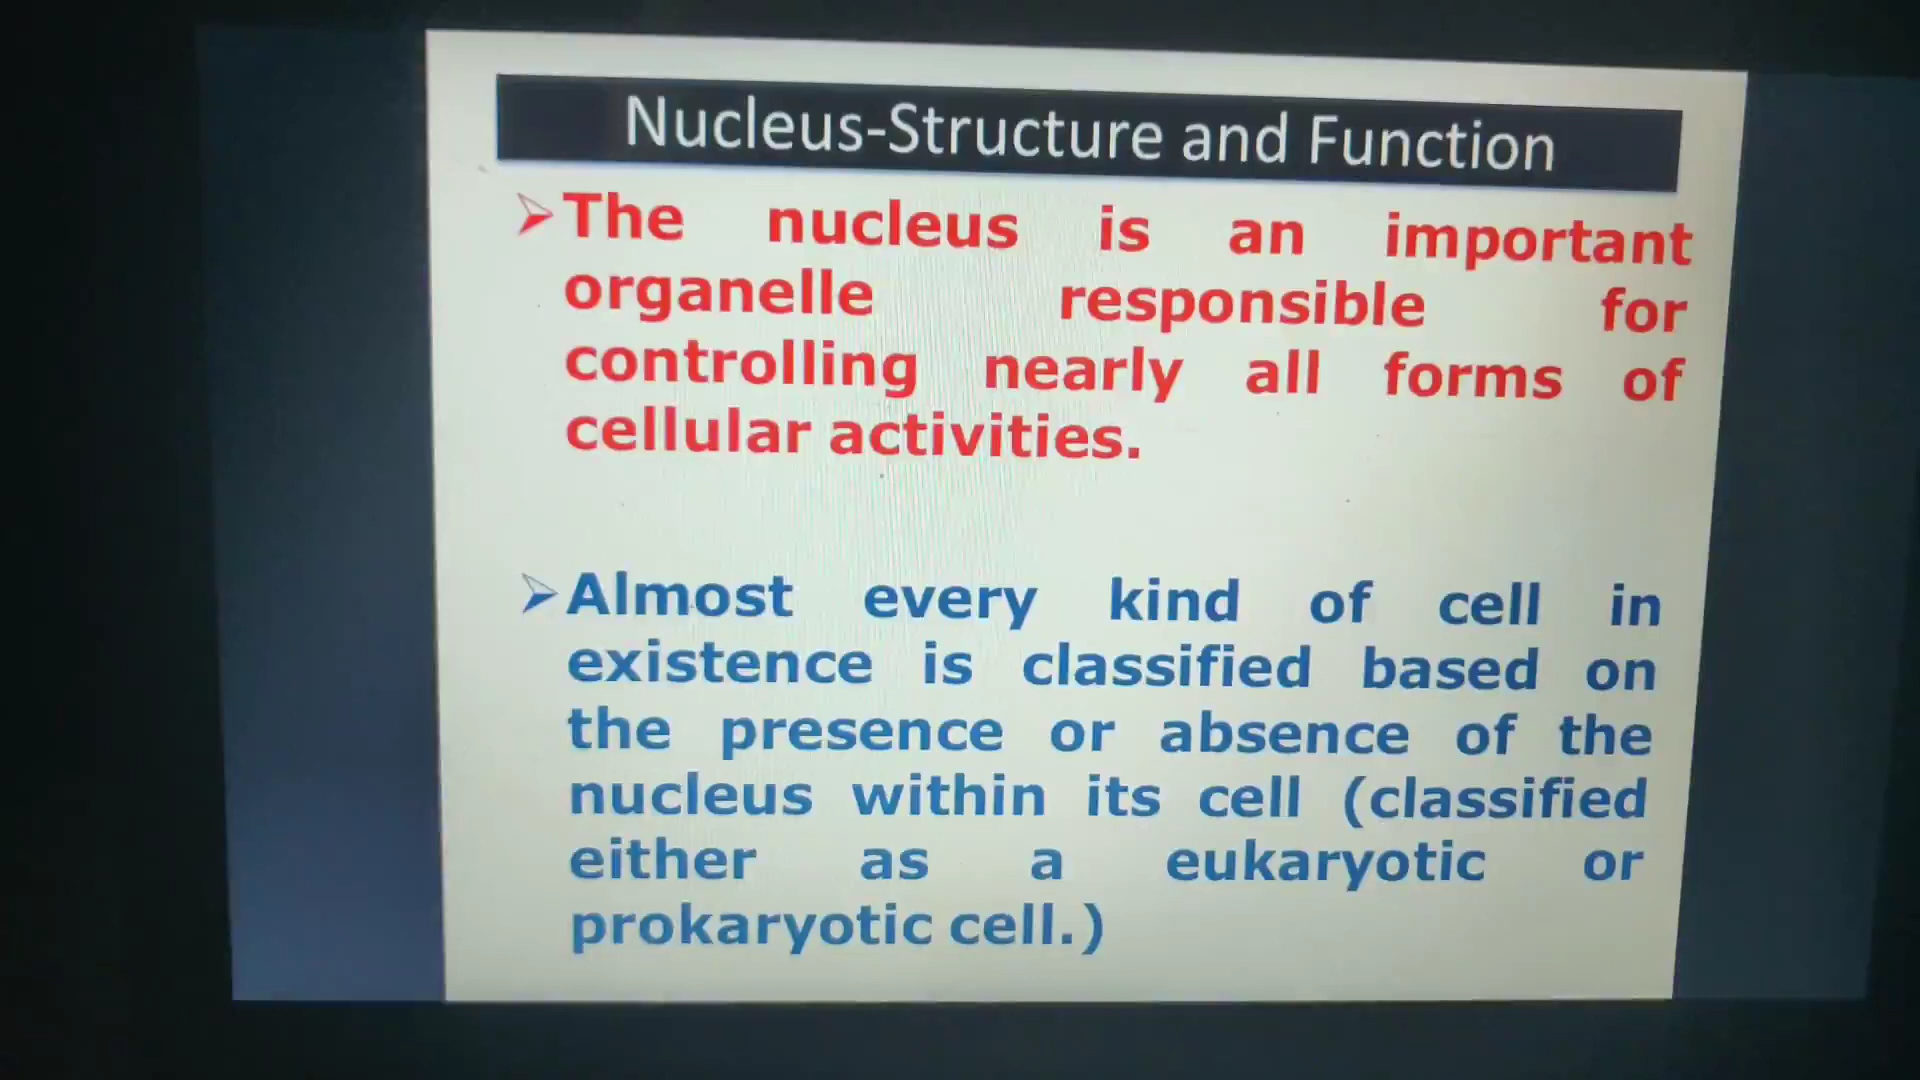 Nucleus-Structure and Function
➢The nucleus is an important
organelle responsible for
controlling nearly all forms of
cellular activities.
➢Almost every kind of cell in
existence is classified based on
the presence or absence of the
nucleus within its cell (classified
either as a eukaryotic or
prokaryotic cell.)